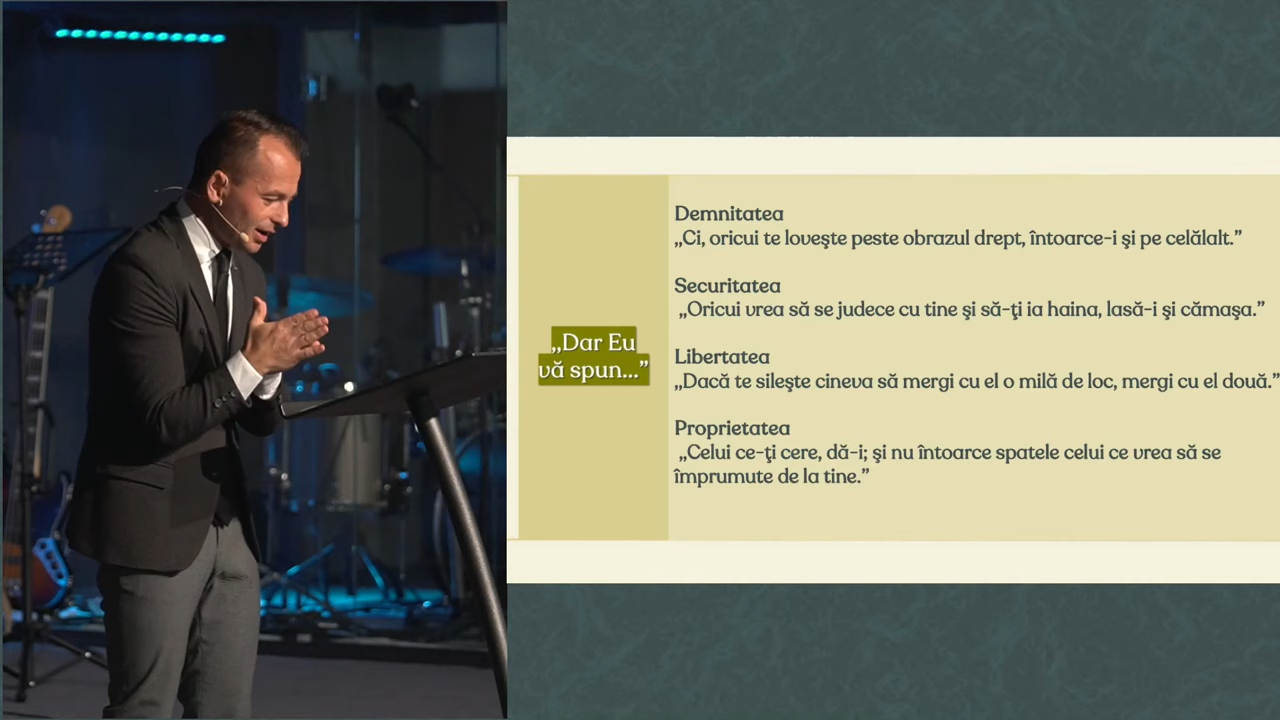 „Dar Eu
vă spun...”
Demnitatea
„Ci, oricui te loveşte peste obrazul drept, întoarce-i şi pe celălalt.”
Securitatea
„Oricui vrea să se judece cu tine şi să-ţi ia haina, lasă-i şi cămaşa.”
Libertatea
„Dacă te sileşte cineva să mergi cu el o milă de loc, mergi cu el două.”
Proprietatea
„Celui ce-ţi cere, dă-i; şi nu întoarce spatele celui ce vrea să se
împrumute de la tine.”